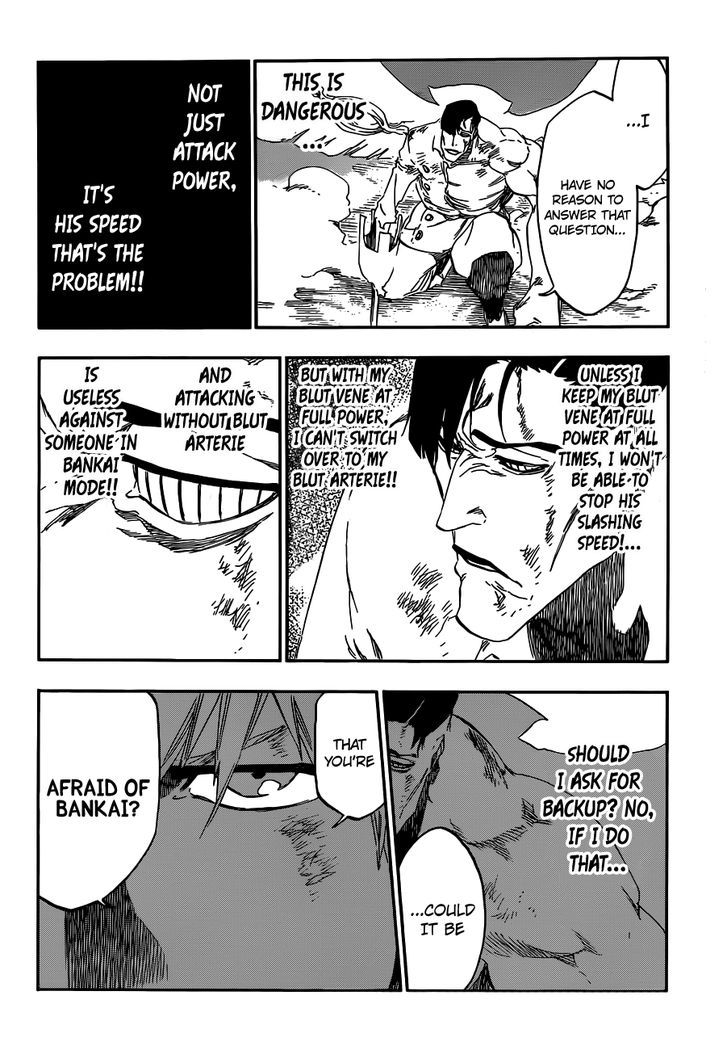 ...I
HAVE NO
REASON TO
ANSWER THAT
QUESTION...
THIS IS
DANGEROUS
...
NOT
JUST
ATTACK
POWER,
IT'S
HIS SPEED
THAT'S THE
PROBLEM!!
UNLESS I
KEEP MY BLUT
VENE AT FULL
POWER AT ALL
TIMES, I WON'T
BE ABLE TO
STOP HIS
SLASHING
SPEED!...
BUT WITH MY
BLUT VENE AT
FULL POWER,
I CAN'T SWITCH
OVER TO MY
BLUT ARTERIE!!
AND
ATTACKING
WITHOUT BLUT
ARTERIE
IS
USELESS
AGAINST
SOMEONE IN
BANKAI
MODE!!
SHOULD
I ASK FOR
BACKUP? NO,
IF I DO
THAT...
...COULD
IT BE
THAT
YOU'RE
AFRAID OF
BANKAI?